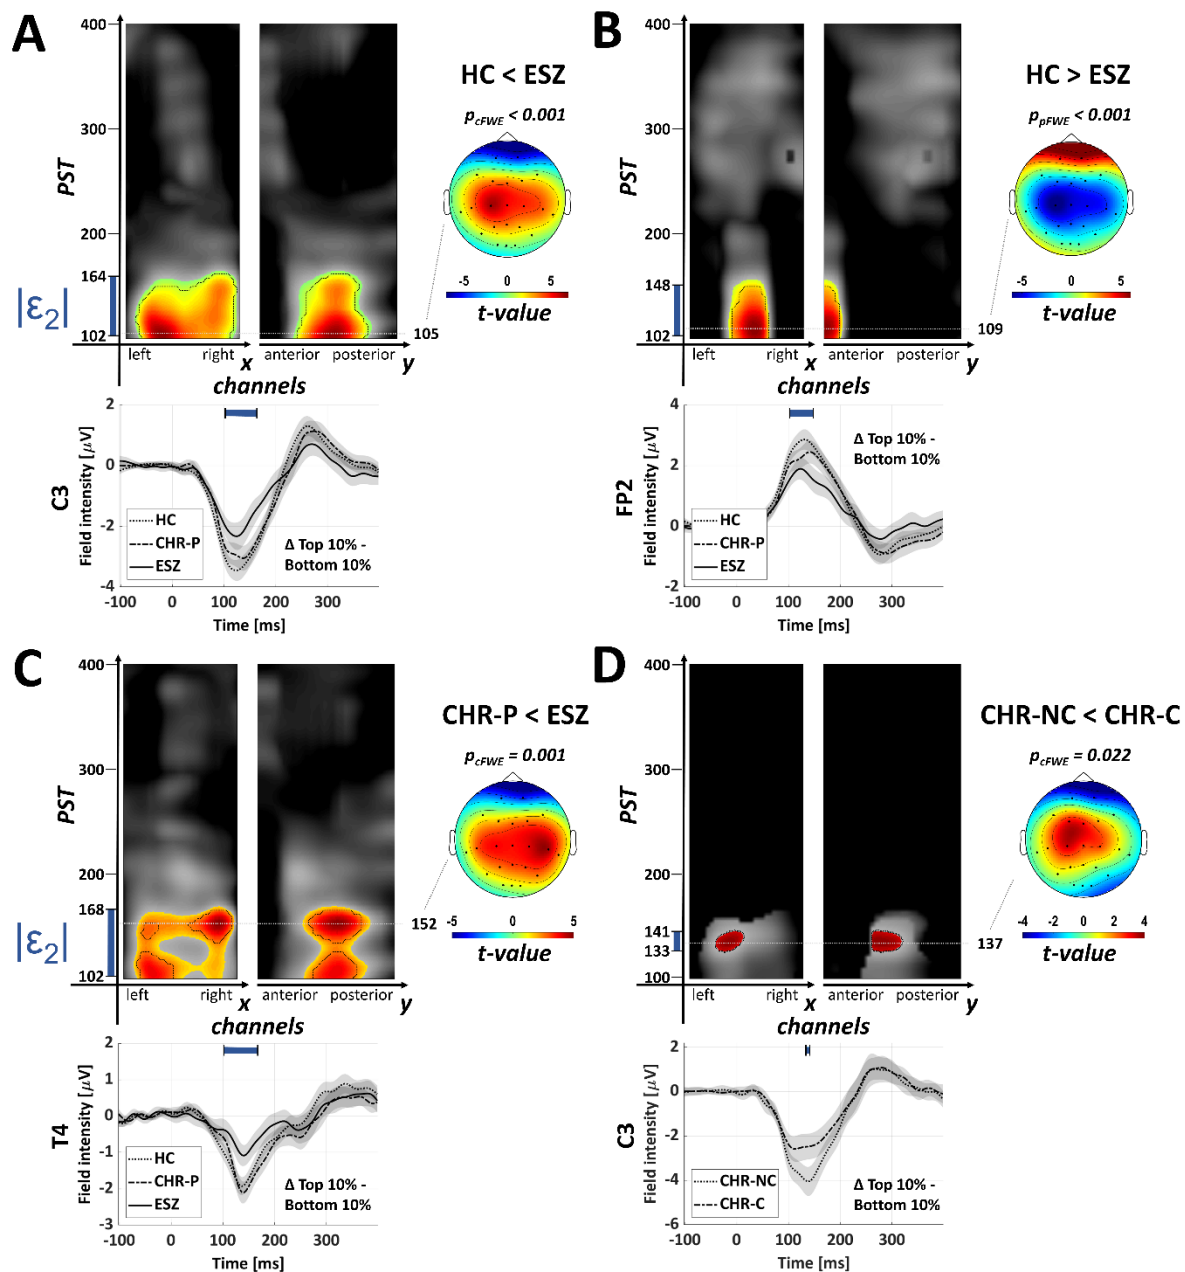 A
400
300
200
164
102
PST
|ε₂|
left
right
x
anterior
posterior
y
channels
HC < ESZ
p_cFWE < 0.001
-5 0 5
t-value
105
2
0
-2
-4
C3
Field intensity [μV]
HC
CHR-P
ESZ
Δ Top 10% -
Bottom 10%
-100 0 100 200 300
Time [ms]
B
400
300
200
148
102
PST
left
right
x
anterior
posterior
y
channels
HC > ESZ
p_pFWE < 0.001
-5 0 5
t-value
109
4
2
0
-2
FP2
Field intensity [μV]
HC
CHR-P
ESZ
Δ Top 10% -
Bottom 10%
-100 0 100 200 300
Time [ms]
C
400
300
200
168
102
PST
|ε₂|
left
right
x
anterior
posterior
y
channels
CHR-P < ESZ
p_cFWE = 0.001
-5 0 5
t-value
152
2
1
0
-1
-2
-3
T4
Field intensity [μV]
HC
CHR-P
ESZ
Δ Top 10% -
Bottom 10%
-100 0 100 200 300
Time [ms]
D
400
300
200
141
133
100
PST
left
right
x
anterior
posterior
y
channels
CHR-NC < CHR-C
p_cFWE = 0.022
-4 -2 0 2 4
t-value
137
2
0
-2
-4
-6
C3
Field intensity [μV]
CHR-NC
CHR-C
Δ Top 10% -
Bottom 10%
-100 0 100 200 300
Time [ms]